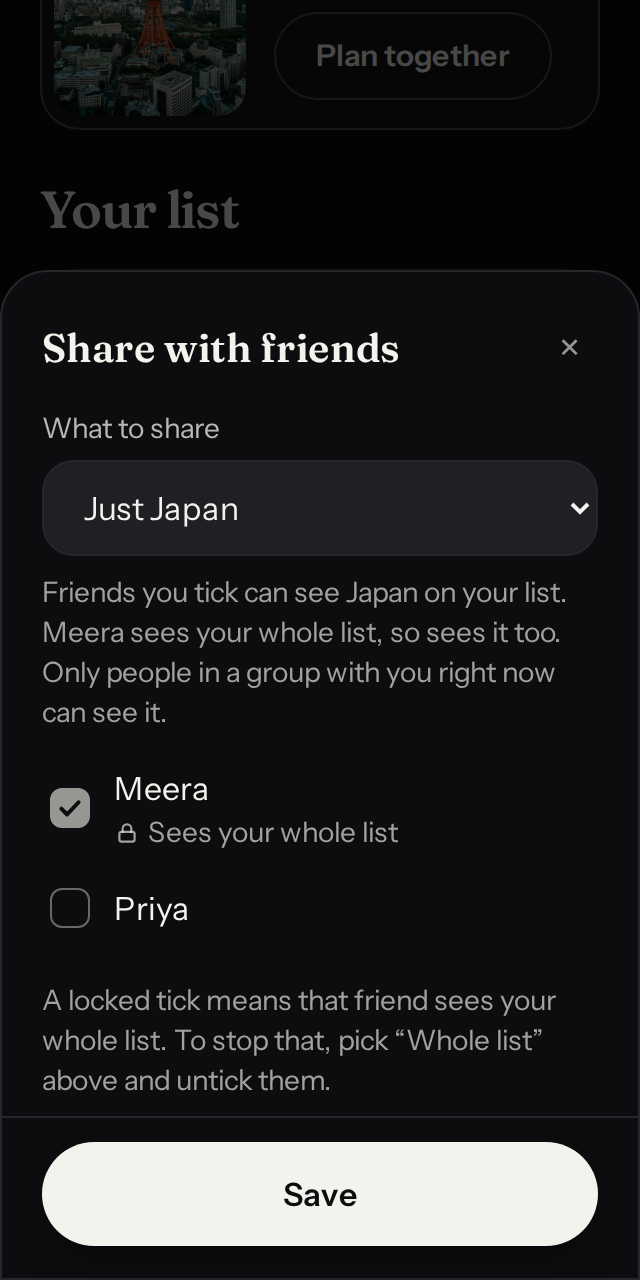 Plan together
Your list
Share with friends
×
What to share
Just Japan
Friends you tick can see Japan on your list.
Meera sees your whole list, so sees it too.
Only people in a group with you right now
can see it.
Meera
Sees your whole list
Priya
A locked tick means that friend sees your
whole list. To stop that, pick “Whole list”
above and untick them.
Save